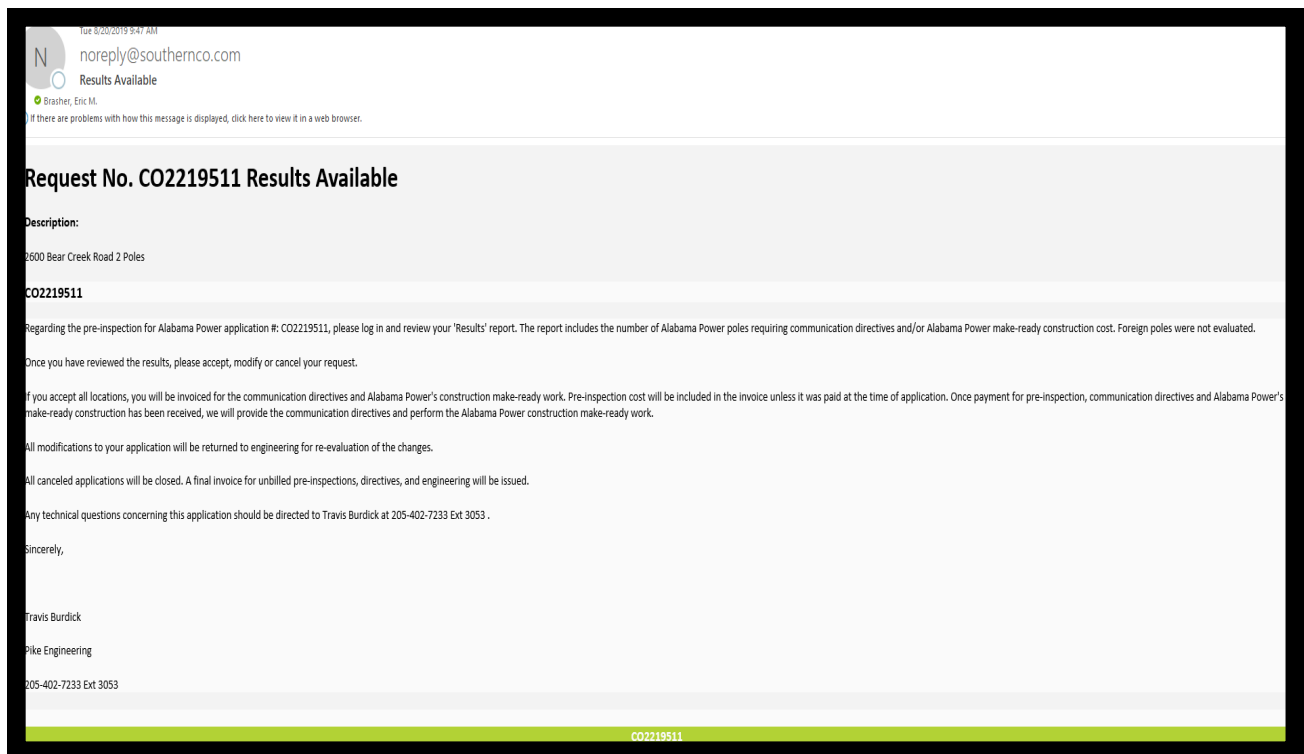 Tue 8/20/2019 9:47 AM
N
noreply@southernco.com
Results Available
Brasher, Eric M.
If there are problems with how this message is displayed, click here to view it in a web browser.
Request No. CO2219511 Results Available
Description:
2600 Bear Creek Road 2 Poles
CO2219511
Regarding the pre-inspection for Alabama Power application #: CO2219511, please log in and review your 'Results' report. The report includes the number of Alabama Power poles requiring communication directives and/or Alabama Power make-ready construction cost. Foreign poles were not evaluated.
Once you have reviewed the results, please accept, modify or cancel your request.
If you accept all locations, you will be invoiced for the communication directives and Alabama Power's construction make-ready work. Pre-inspection cost will be included in the invoice unless it was paid at the time of application. Once payment for pre-inspection, communication directives and Alabama Power's
make-ready construction has been received, we will provide the communication directives and perform the Alabama Power construction make-ready work.
All modifications to your application will be returned to engineering for re-evaluation of the changes.
All canceled applications will be closed. A final invoice for unbilled pre-inspections, directives, and engineering will be issued.
Any technical questions concerning this application should be directed to Travis Burdick at 205-402-7233 Ext 3053 .
Sincerely,
Travis Burdick
Pike Engineering
205-402-7233 Ext 3053
CO2219511